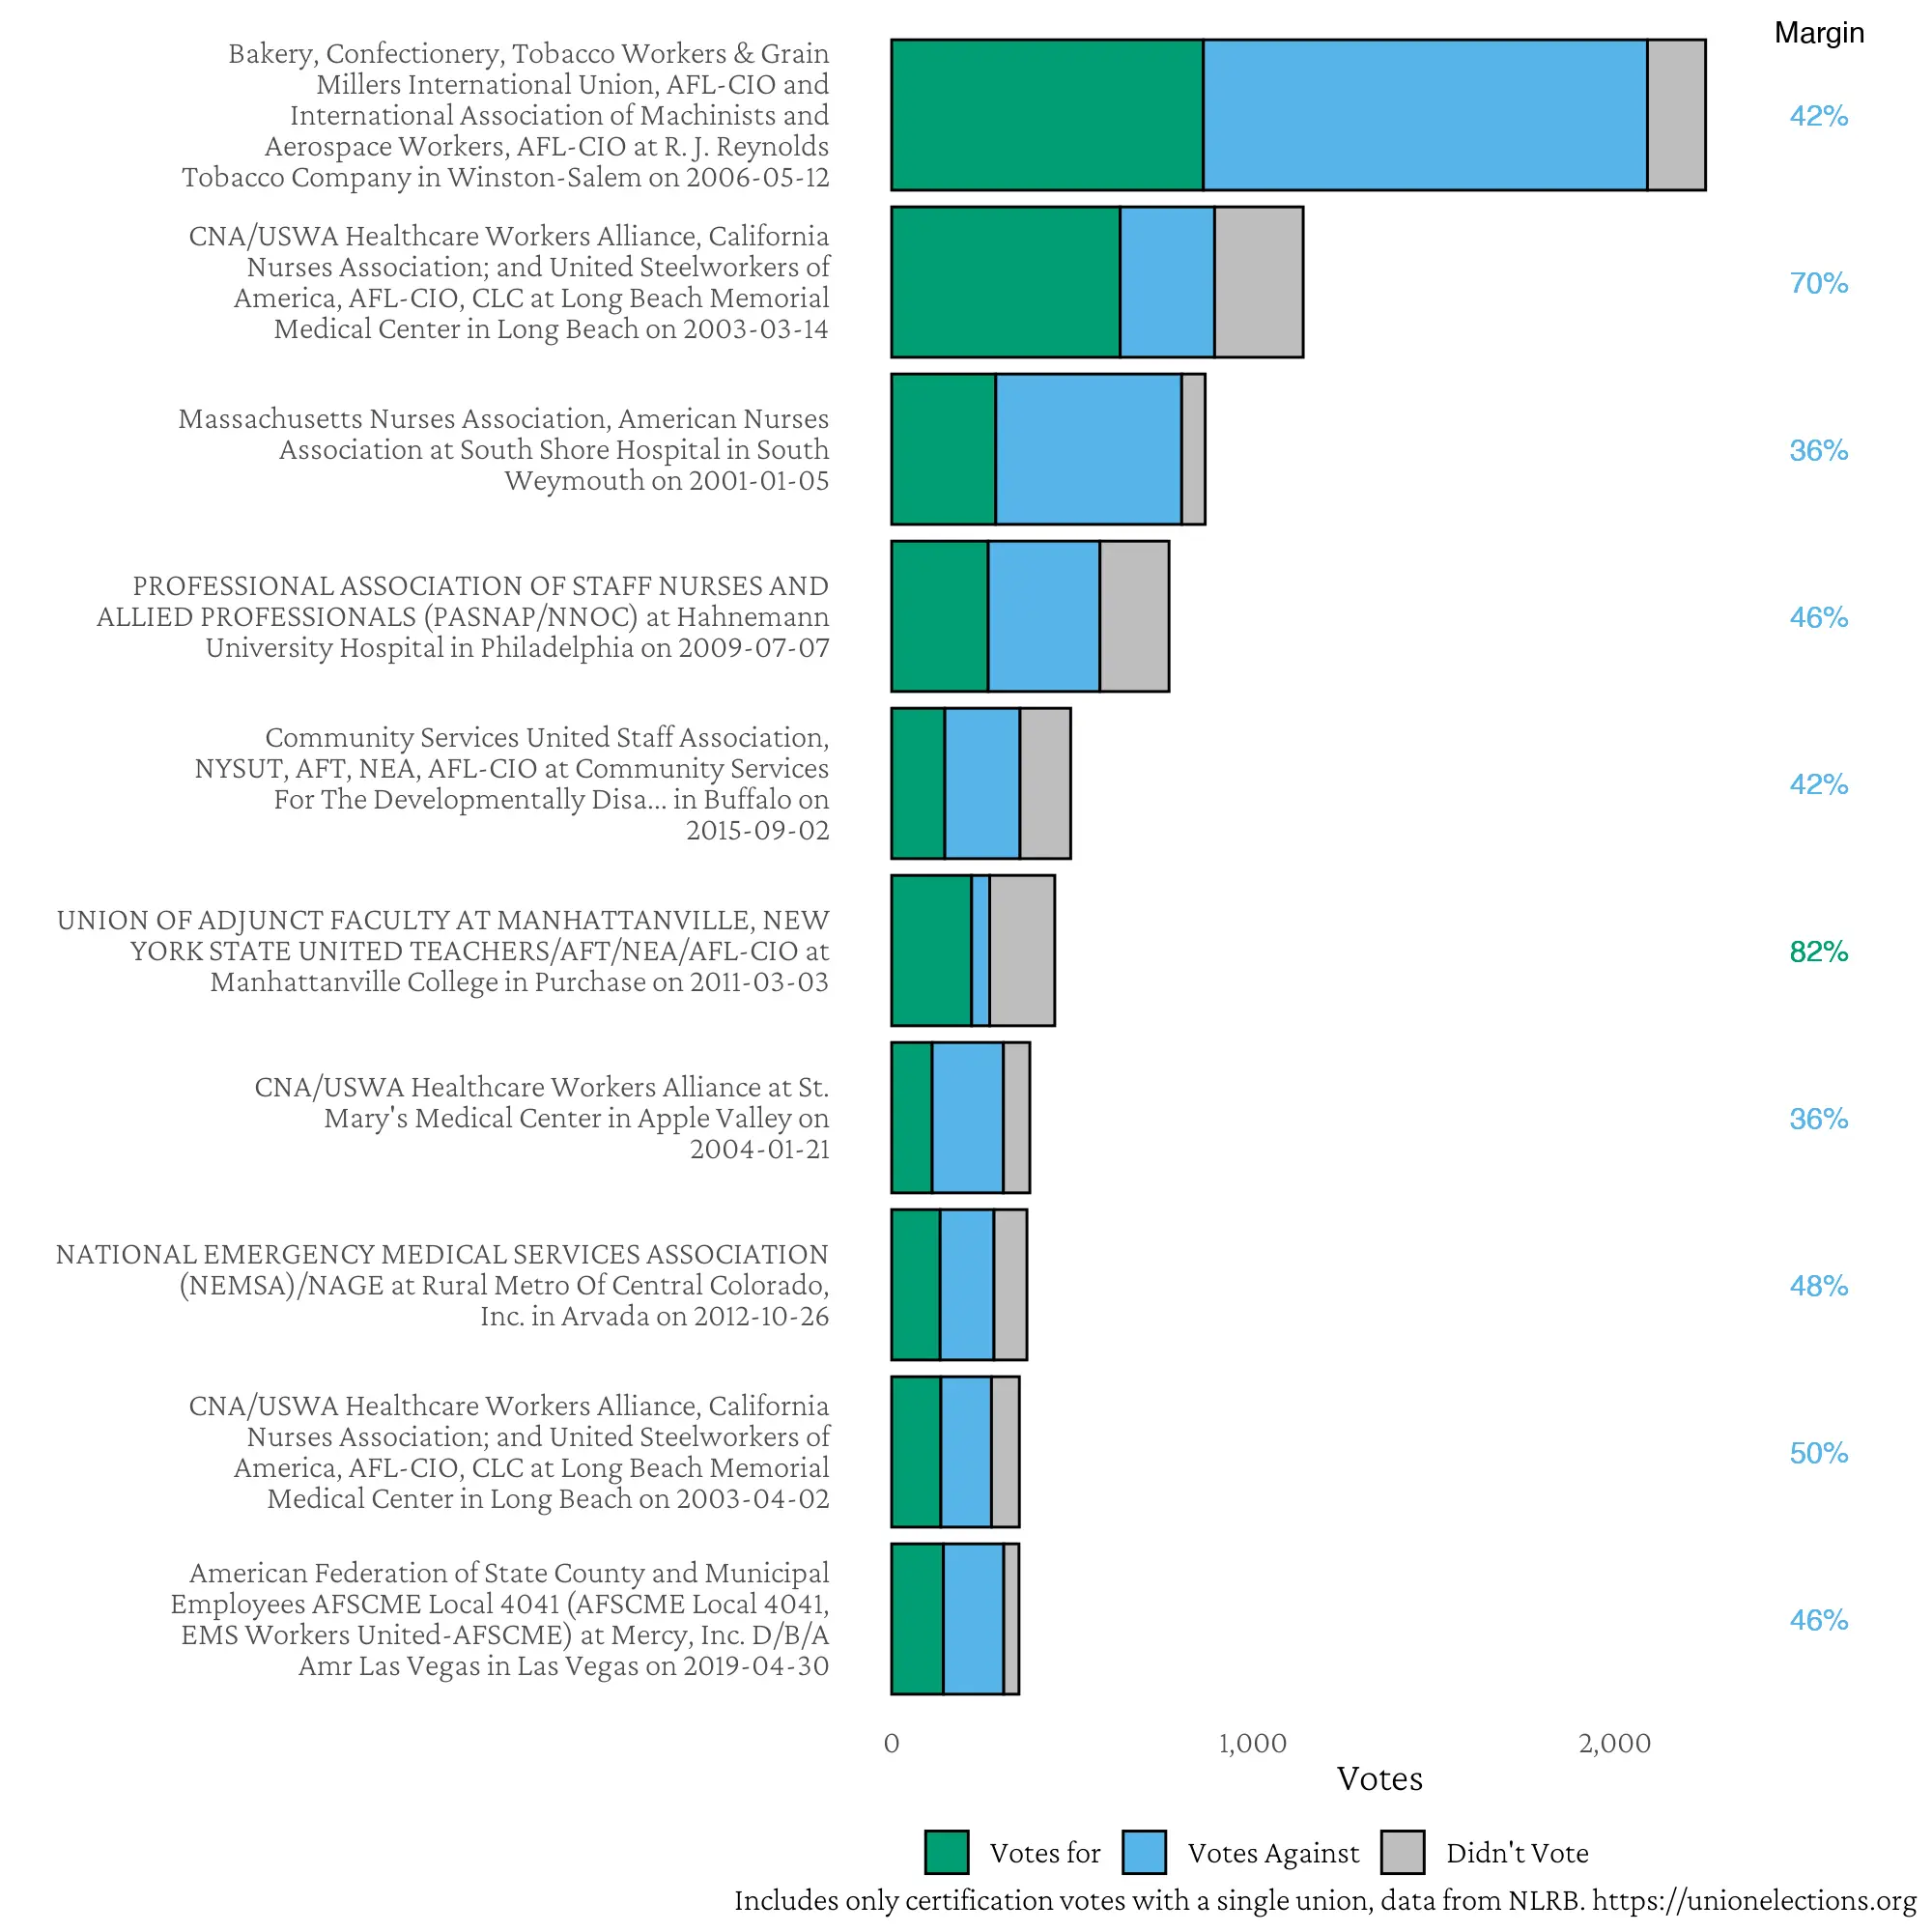 Margin
Bakery, Confectionery, Tobacco Workers & Grain
Millers International Union, AFL-CIO and
International Association of Machinists and
Aerospace Workers, AFL-CIO at R. J. Reynolds
Tobacco Company in Winston-Salem on 2006-05-12
42%
CNA/USWA Healthcare Workers Alliance, California
Nurses Association; and United Steelworkers of
America, AFL-CIO, CLC at Long Beach Memorial
Medical Center in Long Beach on 2003-03-14
70%
Massachusetts Nurses Association, American Nurses
Association at South Shore Hospital in South
Weymouth on 2001-01-05
36%
PROFESSIONAL ASSOCIATION OF STAFF NURSES AND
ALLIED PROFESSIONALS (PASNAP/NNOC) at Hahnemann
University Hospital in Philadelphia on 2009-07-07
46%
Community Services United Staff Association,
NYSUT, AFT, NEA, AFL-CIO at Community Services
For The Developmentally Disa... in Buffalo on
2015-09-02
42%
UNION OF ADJUNCT FACULTY AT MANHATTANVILLE, NEW
YORK STATE UNITED TEACHERS/AFT/NEA/AFL-CIO at
Manhattanville College in Purchase on 2011-03-03
82%
CNA/USWA Healthcare Workers Alliance at St.
Mary's Medical Center in Apple Valley on
2004-01-21
36%
NATIONAL EMERGENCY MEDICAL SERVICES ASSOCIATION
(NEMSA)/NAGE at Rural Metro Of Central Colorado,
Inc. in Arvada on 2012-10-26
48%
CNA/USWA Healthcare Workers Alliance, California
Nurses Association; and United Steelworkers of
America, AFL-CIO, CLC at Long Beach Memorial
Medical Center in Long Beach on 2003-04-02
50%
American Federation of State County and Municipal
Employees AFSCME Local 4041 (AFSCME Local 4041,
EMS Workers United-AFSCME) at Mercy, Inc. D/B/A
Amr Las Vegas in Las Vegas on 2019-04-30
46%
0 1,000 2,000
Votes
Votes for Votes Against Didn't Vote
Includes only certification votes with a single union, data from NLRB. https://unionelections.org